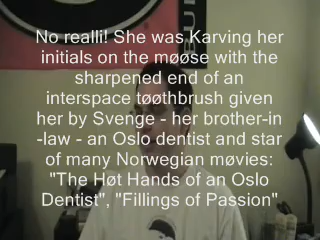 No realli! She was Karving her
initials on the møøse with the
sharpened end of an
interspace tøøthbrush given
her by Svenge - her brother-in
-law - an Oslo dentist and star
of many Norwegian møvies:
"The Høt Hands of an Oslo
Dentist", "Fillings of Passion"